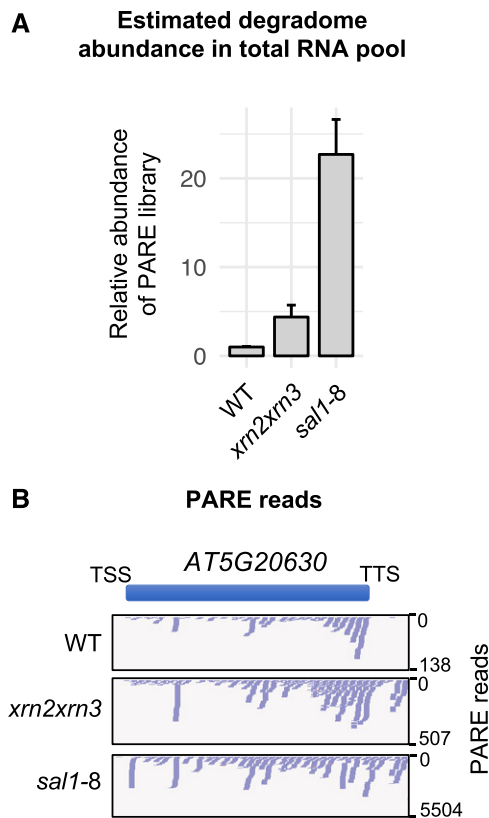 A
Estimated degradome
abundance in total RNA pool
Relative abundance
of PARE library
20
10
0
WT
xrn2xrn3
sal1-8
B
PARE reads
AT5G20630
TSS
TTS
WT
0
138
xrn2xrn3
0
507
sal1-8
0
5504
PARE reads